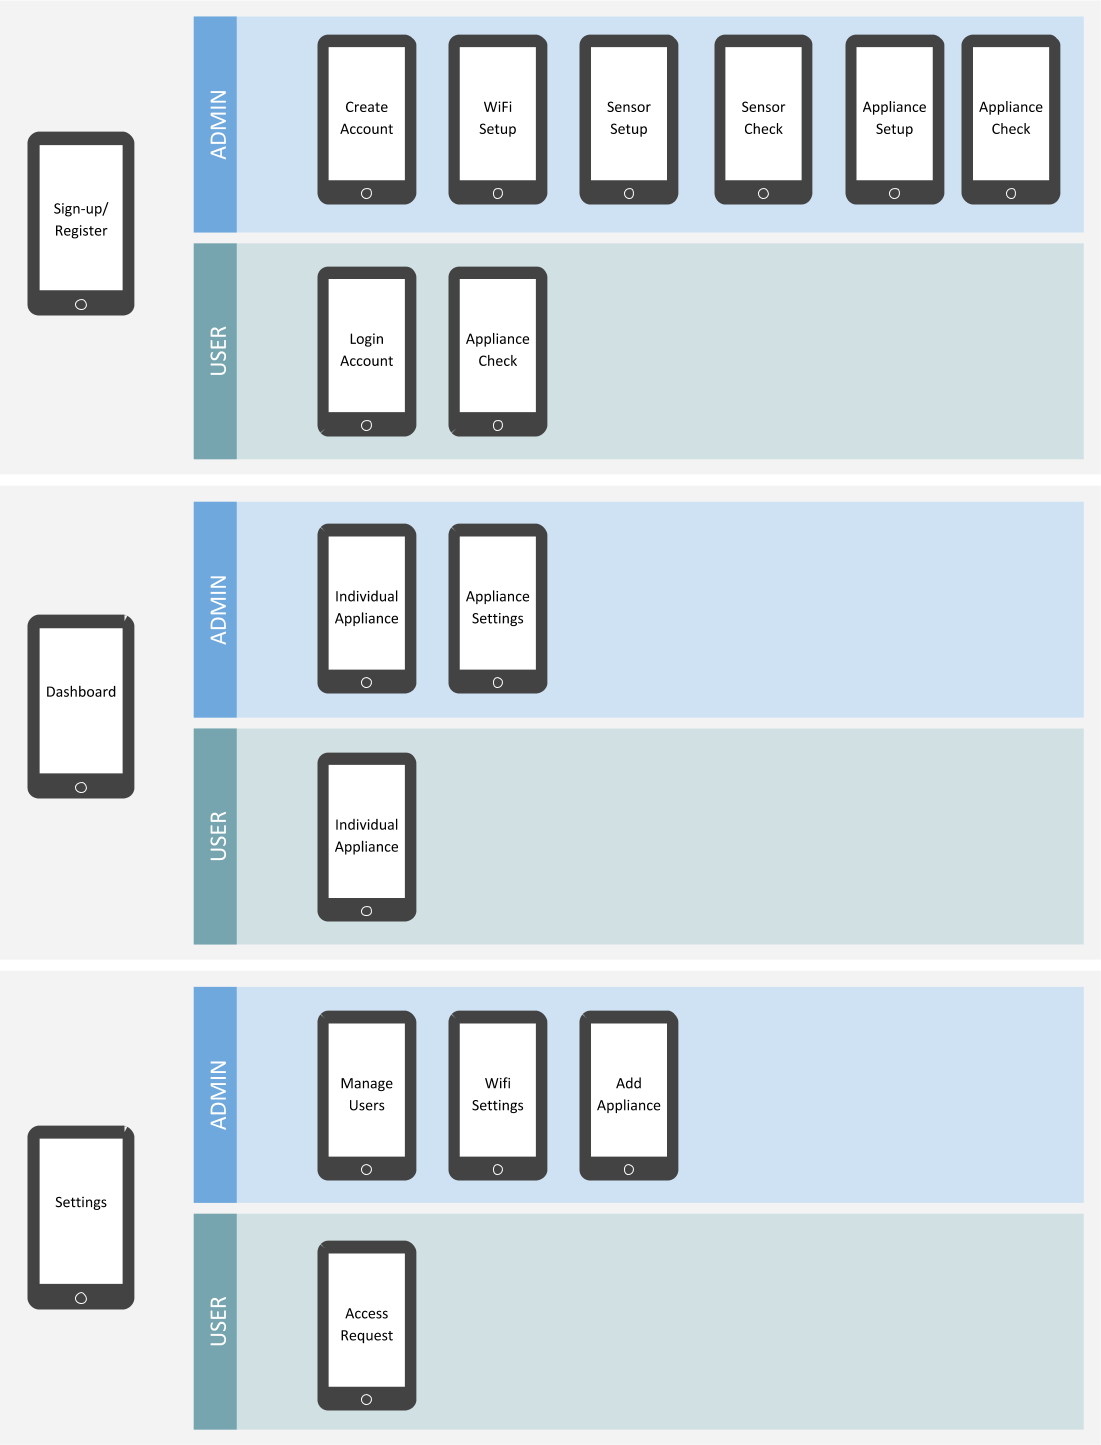 Sign-up/
Register
ADMIN
Create
Account
WiFi
Setup
Sensor
Setup
Sensor
Check
Appliance
Setup
Appliance
Check
USER
Login
Account
Appliance
Check
Dashboard
ADMIN
Individual
Appliance
Appliance
Settings
USER
Individual
Appliance
Settings
ADMIN
Manage
Users
Wifi
Settings
Add
Appliance
USER
Access
Request